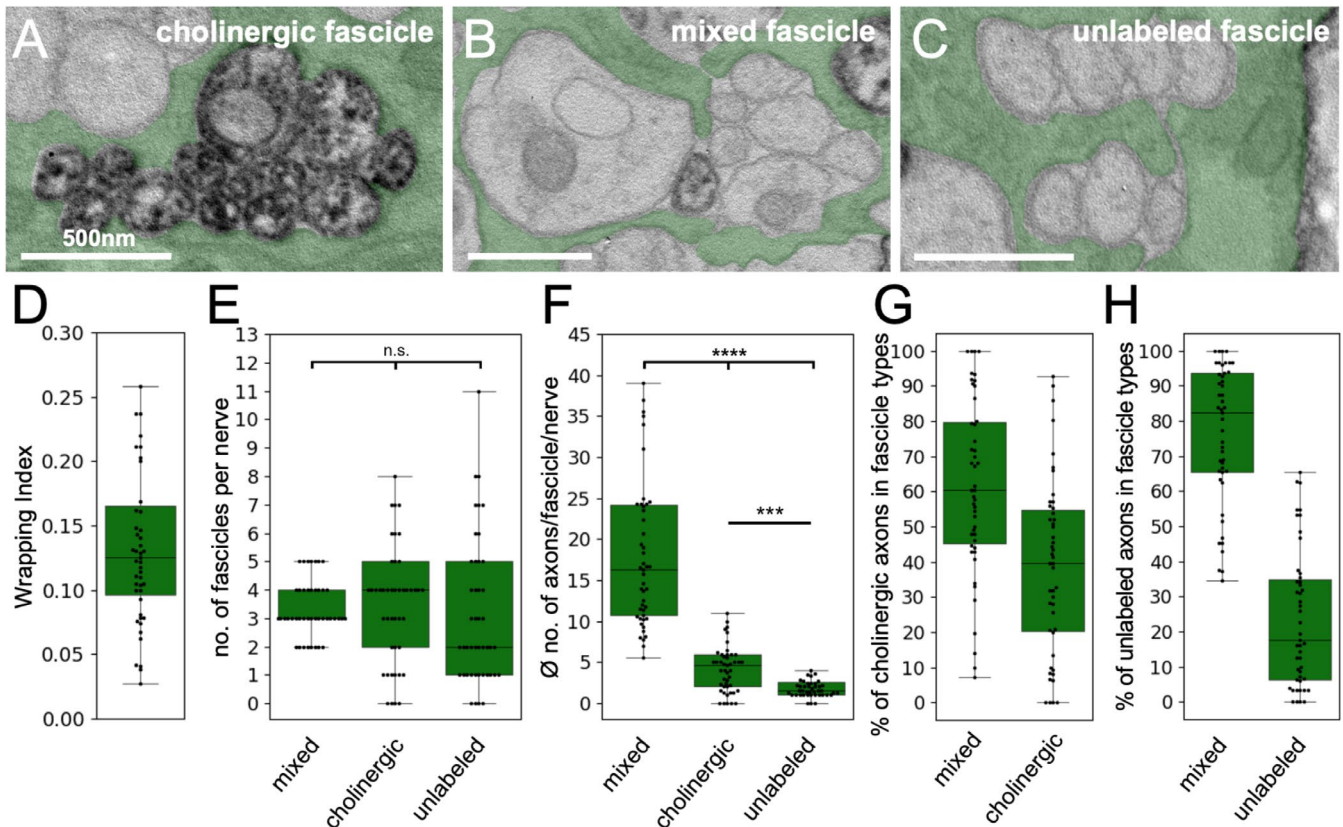 A
cholinergic fascicle
500nm
B
mixed fascicle
C
unlabeled fascicle
D
Wrapping Index
0.30
0.25
0.20
0.15
0.10
0.05
0.00
E
no. of fascicles per nerve
13
12
11
10
9
8
7
6
5
4
3
2
1
0
n.s.
mixed
cholinergic
unlabeled
F
Ø no. of axons/fascicle/nerve
45
40
35
30
25
20
15
10
5
0
****
***
mixed
cholinergic
unlabeled
G
% of cholinergic axons in fascicle types
100
90
80
70
60
50
40
30
20
10
0
mixed
cholinergic
H
% of unlabeled axons in fascicle types
100
90
80
70
60
50
40
30
20
10
0
mixed
unlabeled